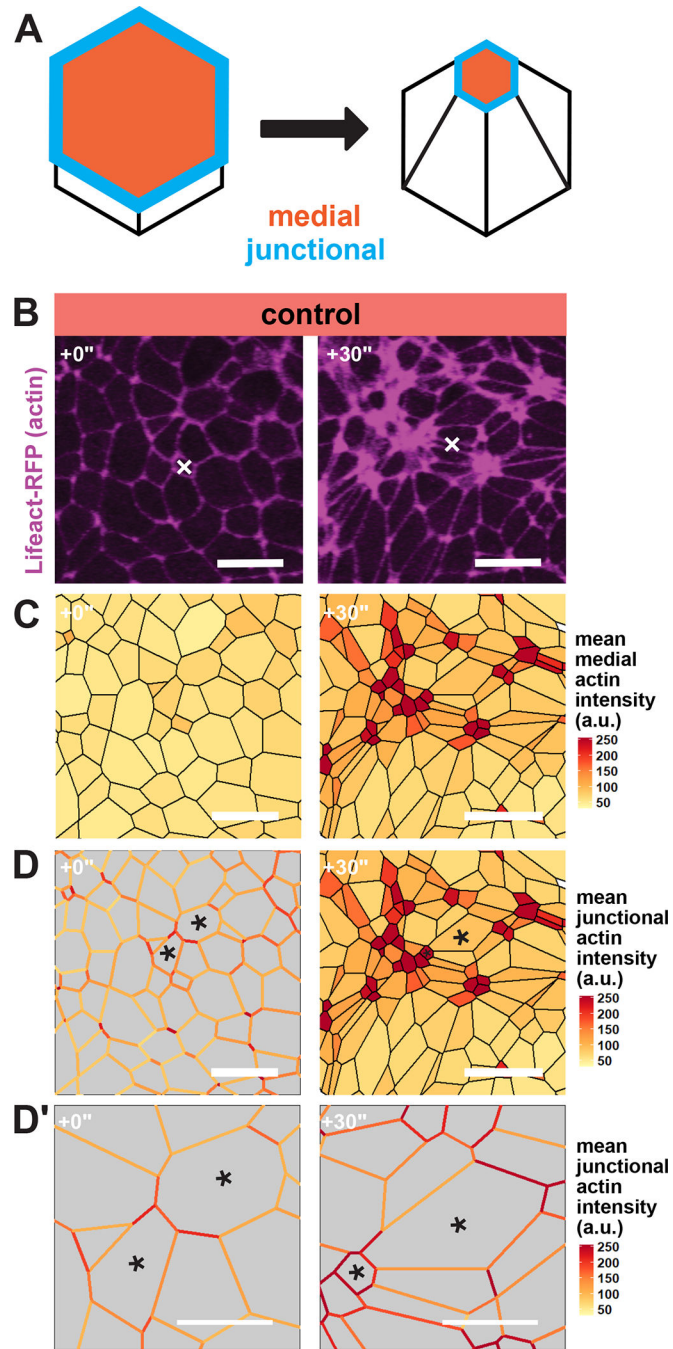 A
medial
junctional
B
control
Lifeact-RFP (actin)
+0"
+30"
C
+0"
+30"
mean
medial
actin
intensity
(a.u.)
250
200
150
100
50
D
+0"
+30"
mean
junctional
actin
intensity
(a.u.)
250
200
150
100
50
D'
+0"
+30"
mean
junctional
actin
intensity
(a.u.)
250
200
150
100
50